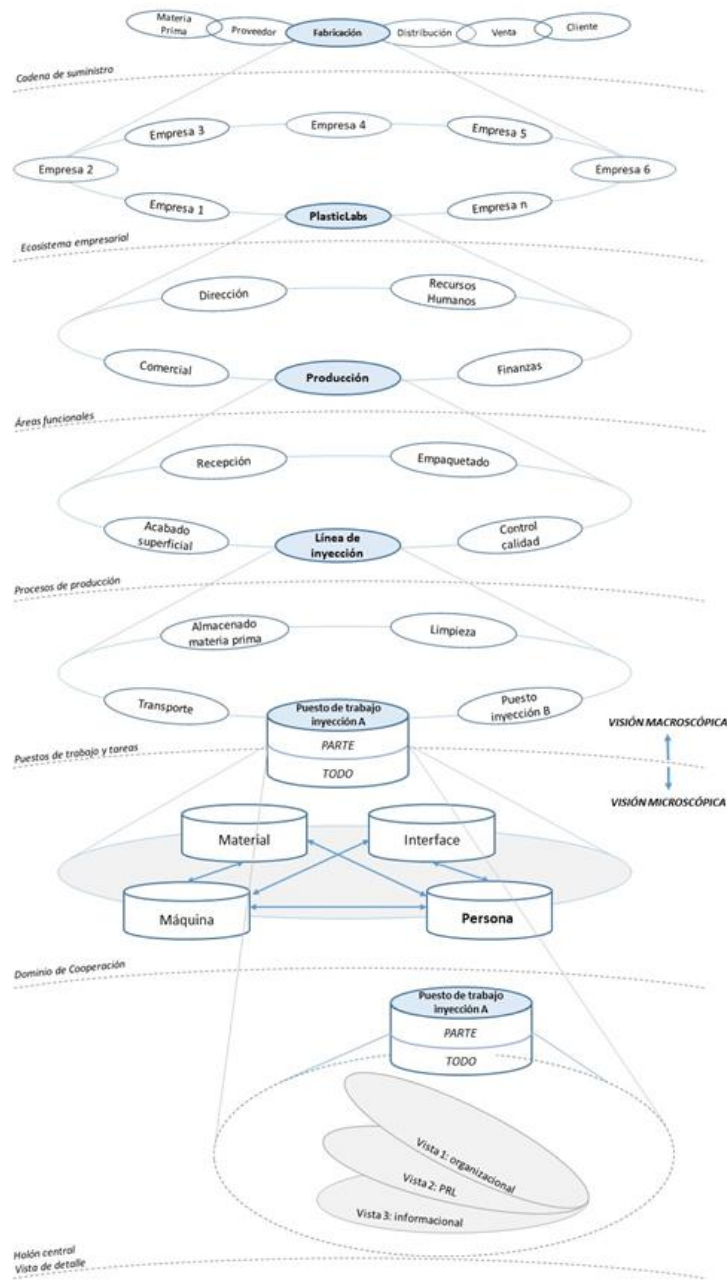 Materia
Prima
Proveedor
Fabricación
Distribución
Venta
Cliente
Cadena de suministro
Empresa 3
Empresa 4
Empresa 5
Empresa 2
Empresa 6
Empresa 1
PlasticLabs
Empresa n
Ecosistema empresarial
Dirección
Recursos
Humanos
Comercial
Producción
Finanzas
Áreas funcionales
Recepción
Empaquetado
Acabado
superficial
Línea de
inyección
Control
calidad
Procesos de producción
Almacenado
materia prima
Limpieza
Transporte
Puesto de trabajo
inyección A
Puesto
inyección B
PARTE
TODO
Puestos de trabajo y tareas
VISIÓN MACROSCÓPICA
VISIÓN MICROSCÓPICA
Material
Interface
Máquina
Persona
Dominio de Cooperación
Puesto de trabajo
inyección A
PARTE
TODO
Vista 1: organizacional
Vista 2: PRL
Vista 3: informacional
Holón central
Vista de detalle